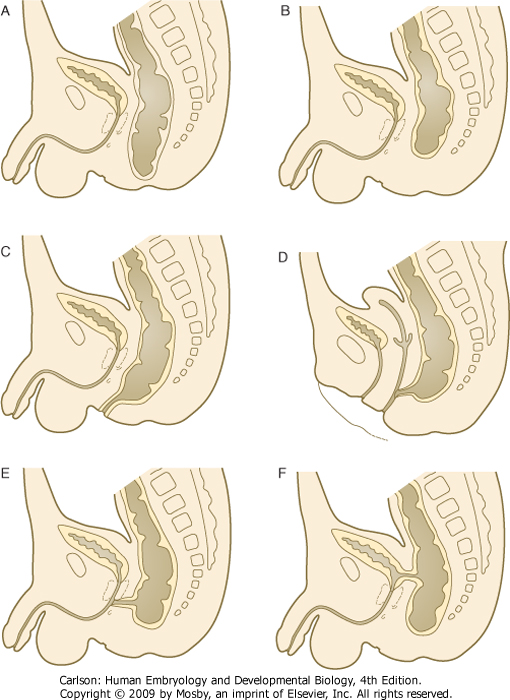 A
B
C
D
E
F
Carlson: Human Embryology and Developmental Biology, 4th Edition.
Copyright © 2009 by Mosby, an imprint of Elsevier, Inc. All rights reserved.